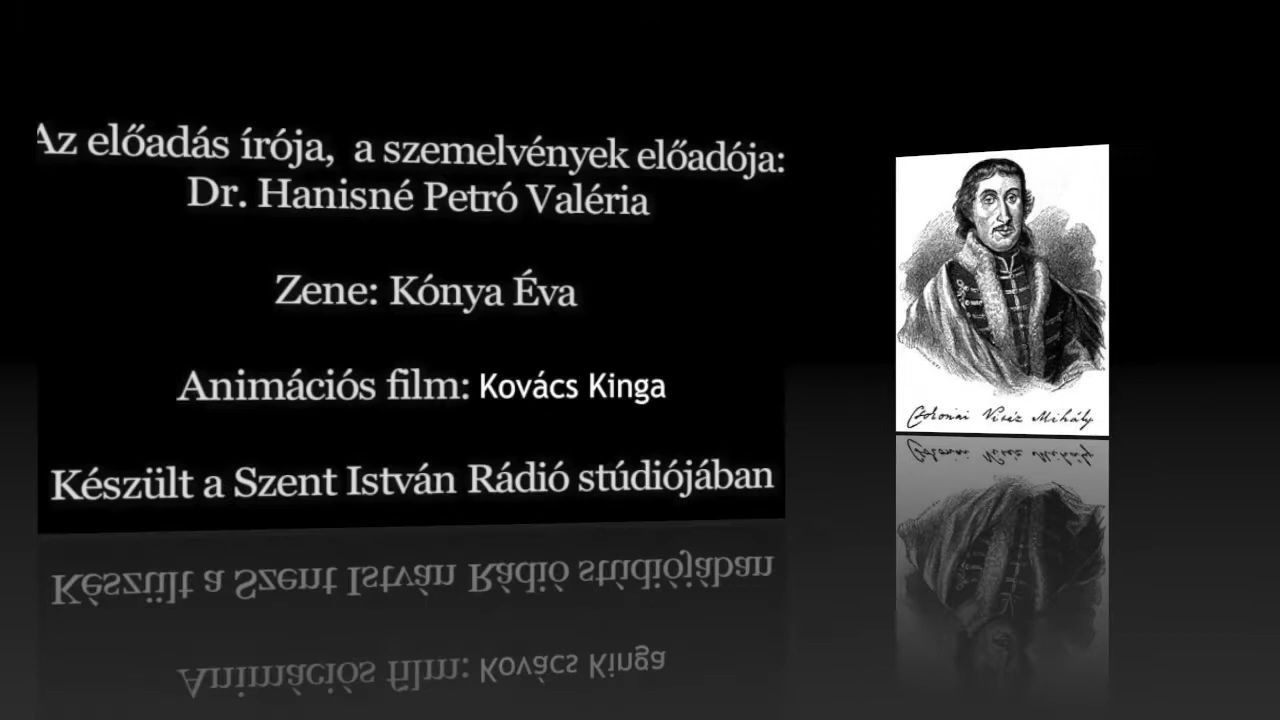 Az előadás írója, a szemelvények előadója:
Dr. Hanisné Petró Valéria
Zene: Kónya Éva
Animációs film: Kovács Kinga
Készült a Szent István Rádió stúdiójában
Csokonai Vitéz Mihály